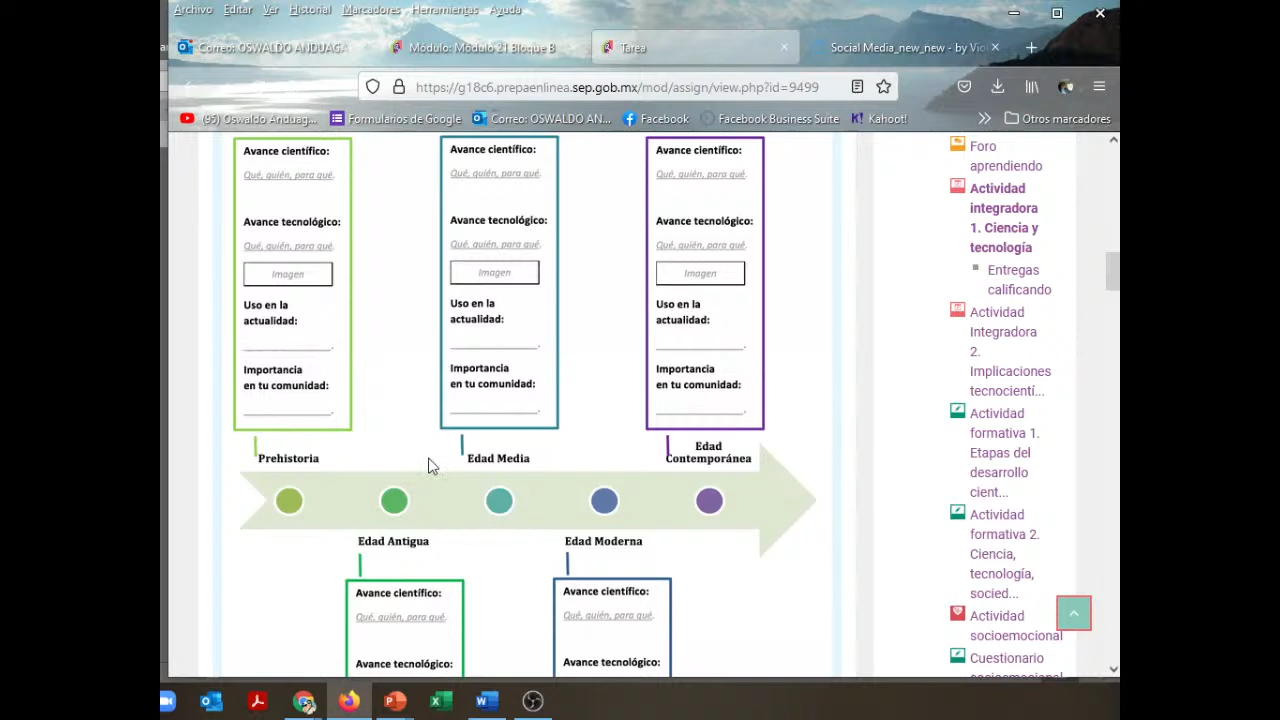 Archivo Editar Ver Historial Marcadores Herramientas Ayuda
Correo: OSWALDO ANDUAGA
Módulo: Módulo 21 Bloque B
Tarea
Social Media_new_new - by Vio
https://g18c6.prepaenlinea.sep.gob.mx/mod/assign/view.php?id=9499
(95) Oswaldo Anduag...
Formularios de Google
Correo: OSWALDO AN...
Facebook
Facebook Business Suite
Kahoot!
Otros marcadores
Avance científico:
Qué, quién, para qué.
Avance tecnológico:
Qué, quién, para qué.
Imagen
Uso en la
actualidad:
Importancia
en tu comunidad:
Prehistoria
Avance científico:
Qué, quién, para qué.
Avance tecnológico:
Qué, quién, para qué.
Imagen
Uso en la
actualidad:
Importancia
en tu comunidad:
Edad Media
Avance científico:
Qué, quién, para qué.
Avance tecnológico:
Qué, quién, para qué.
Imagen
Uso en la
actualidad:
Importancia
en tu comunidad:
Edad
Contemporánea
Edad Antigua
Avance científico:
Qué, quién, para qué.
Avance tecnológico:
Edad Moderna
Avance científico:
Qué, quién, para qué.
Avance tecnológico:
Foro
aprendiendo
Actividad
integradora
1. Ciencia y
tecnología
Entregas
calificando
Actividad
Integradora
2.
Implicaciones
tecnocientí...
Actividad
formativa 1.
Etapas del
desarrollo
cient...
Actividad
formativa 2.
Ciencia,
tecnología,
socied...
Actividad
socioemocional
Cuestionario